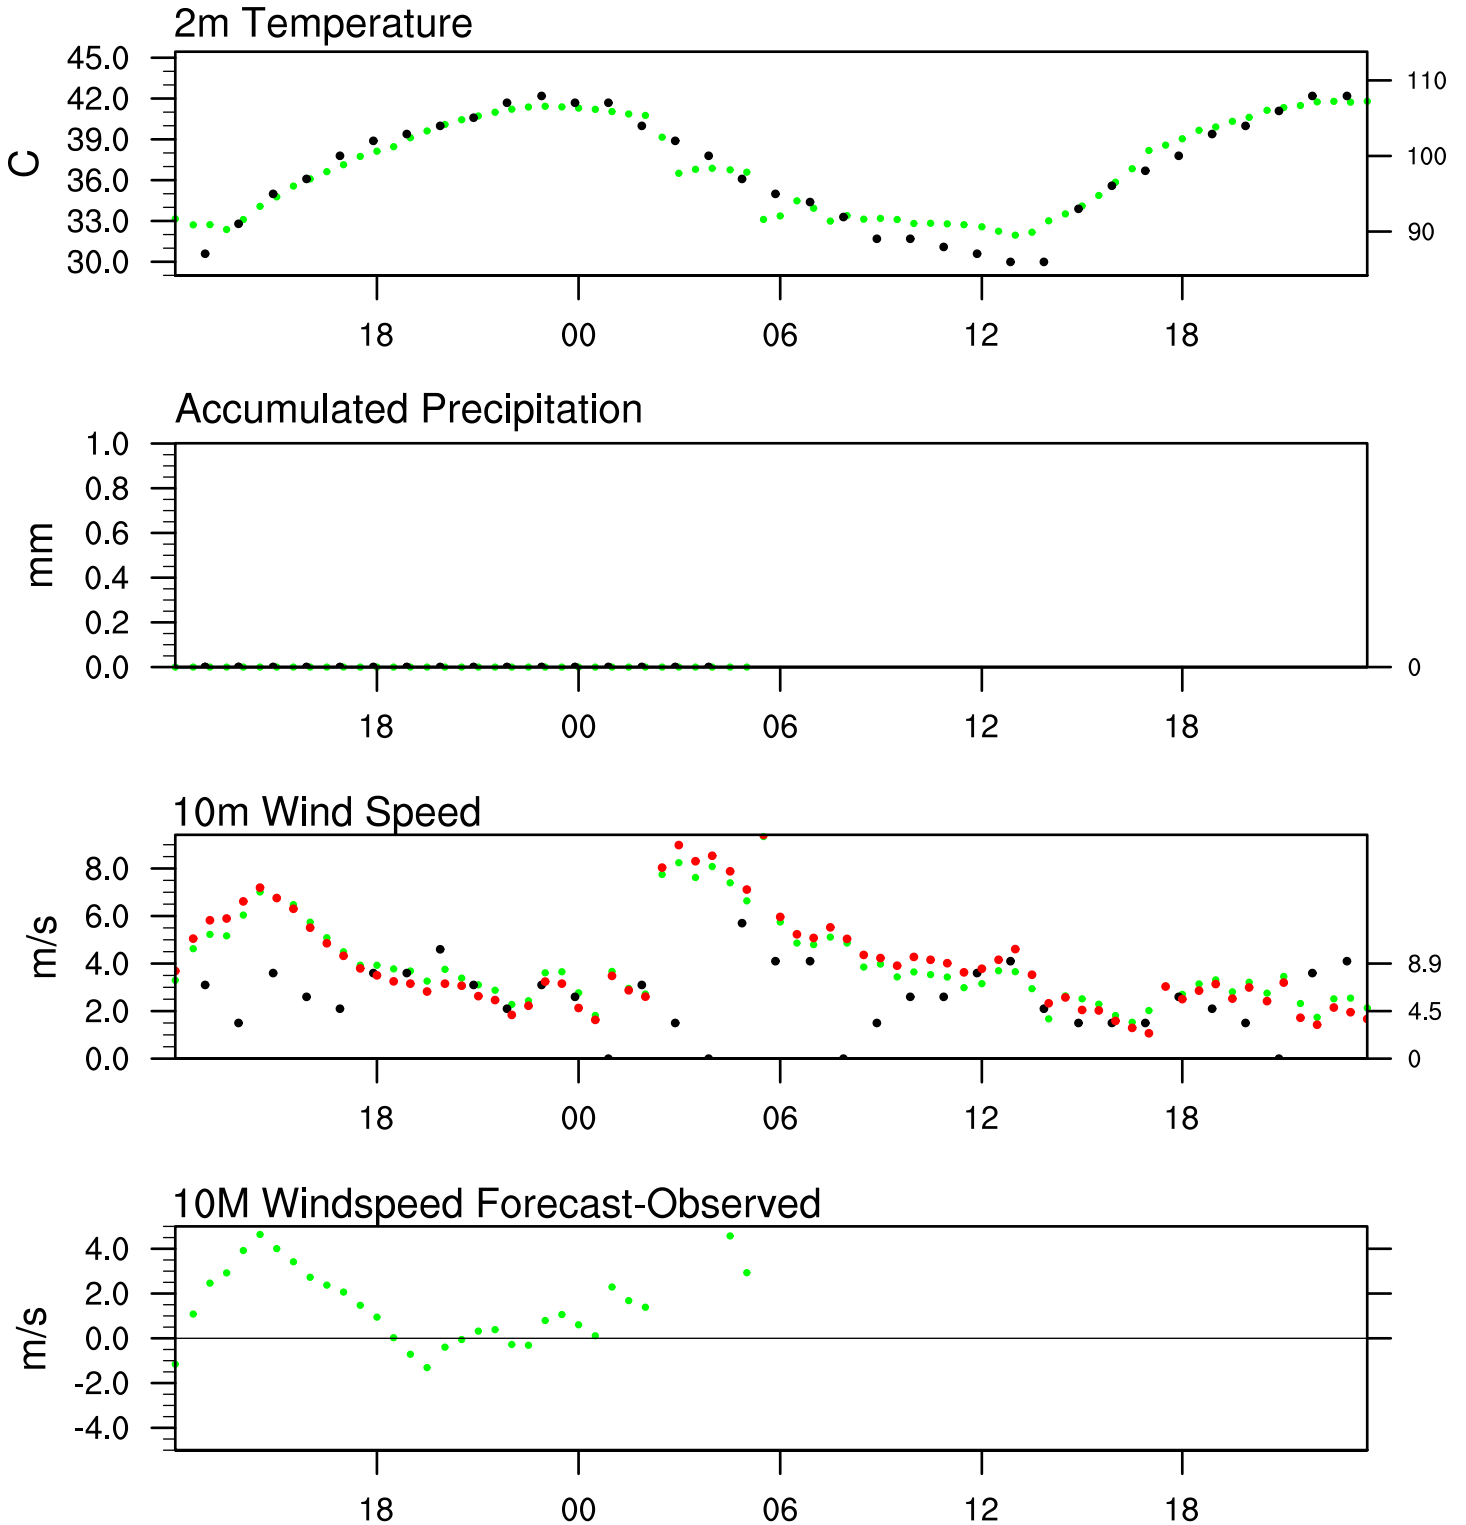 2m Temperature
45.0
42.0
39.0
36.0
33.0
30.0
C
110
100
90
18 00 06 12 18
Accumulated Precipitation
1.0
0.8
0.6
0.4
0.2
0.0
mm
0
18 00 06 12 18
10m Wind Speed
8.0
6.0
4.0
2.0
0.0
m/s
8.9
4.5
0
18 00 06 12 18
10M Windspeed Forecast-Observed
4.0
2.0
0.0
-2.0
-4.0
m/s
18 00 06 12 18